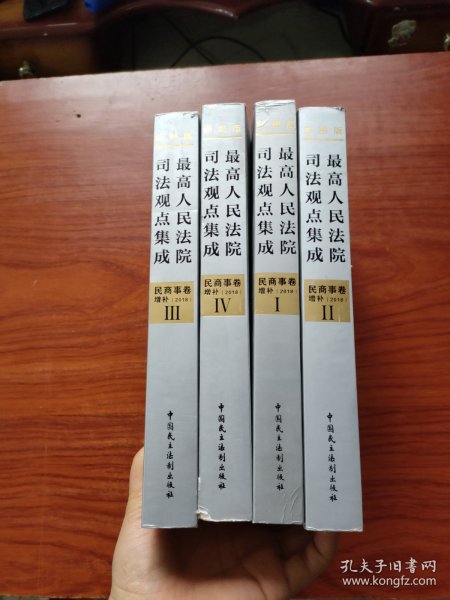 最高人民法院
司法观点集成
民商事卷
增补（2018）
III
中国民主法制出版社
最高人民法院
司法观点集成
民商事卷
增补（2018）
IV
中国民主法制出版社
最高人民法院
司法观点集成
民商事卷
增补（2018）
I
中国民主法制出版社
最高人民法院
司法观点集成
民商事卷
增补（2018）
II
中国民主法制出版社
孔夫子旧书网
www.kongfz.com